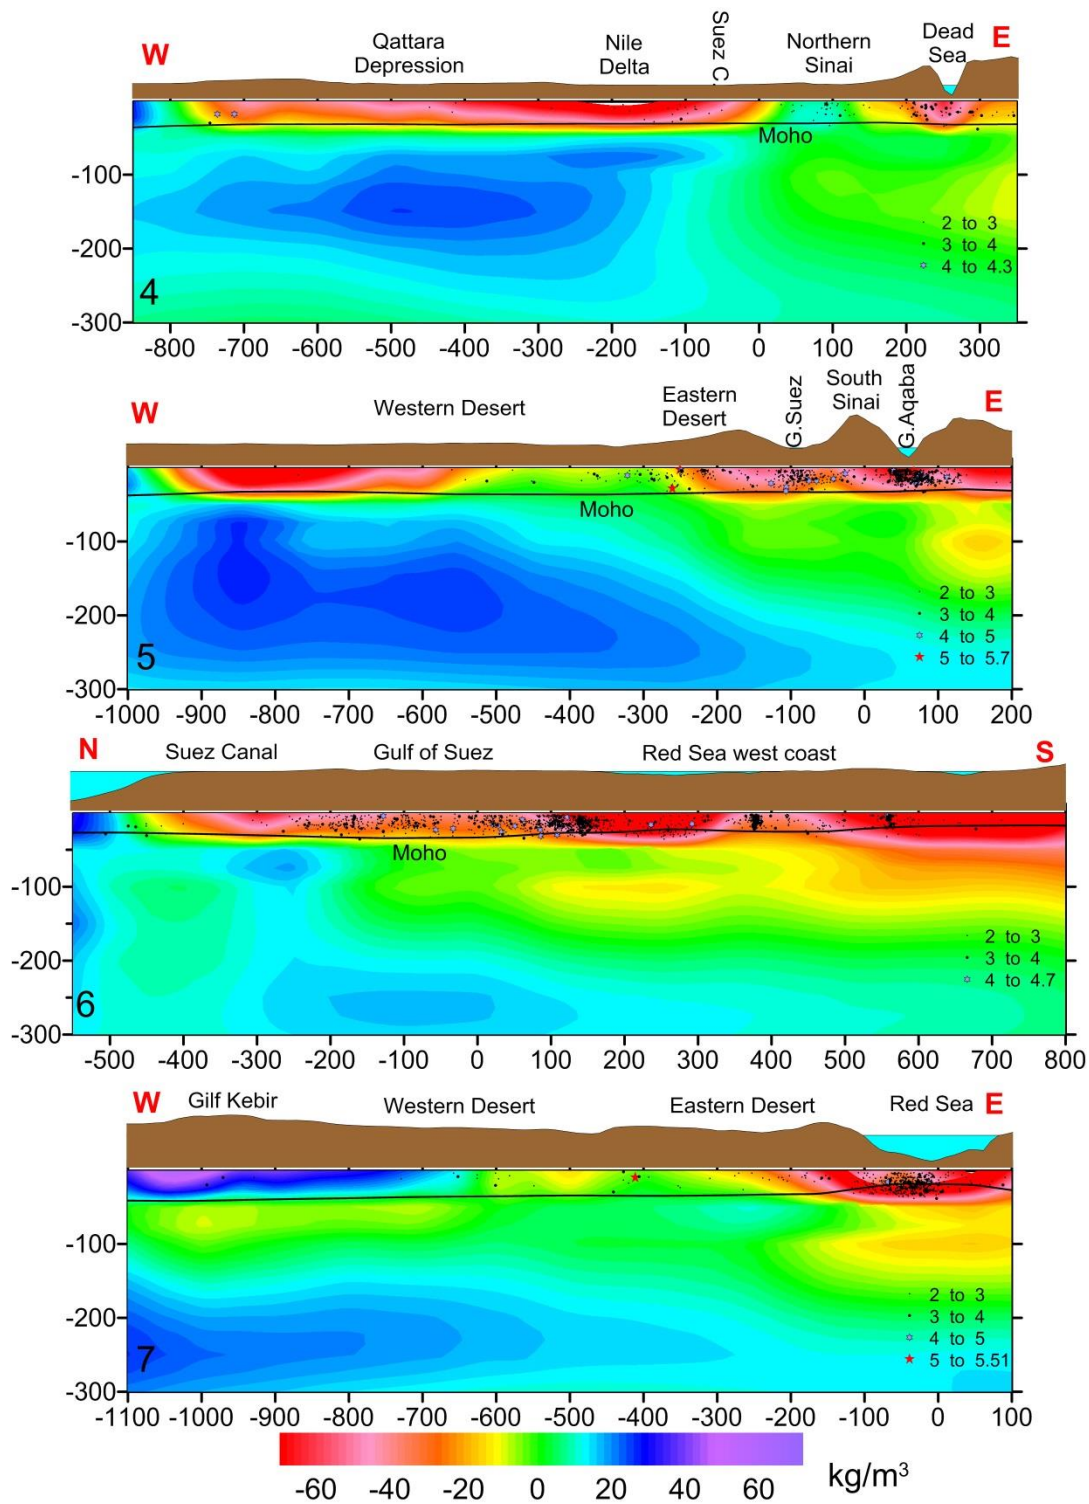 W
Qattara
Depression
Nile
Delta
Suez C
Northern
Sinai
Dead
Sea
E
Moho
-100
-200
-300
2 to 3
3 to 4
4 to 4.3
4
-800 -700 -600 -500 -400 -300 -200 -100 0 100 200 300
W
Western Desert
Eastern
Desert
G.Suez
South
Sinai
G.Aqaba
E
Moho
-100
-200
-300
2 to 3
3 to 4
4 to 5
5 to 5.7
5
-1000 -900 -800 -700 -600 -500 -400 -300 -200 -100 0 100 200
N Suez Canal Gulf of Suez Red Sea west coast S
Moho
-100
-200
-300
2 to 3
3 to 4
4 to 4.7
6
-500 -400 -300 -200 -100 0 100 200 300 400 500 600 700 800
W Gilf Kebir Western Desert Eastern Desert Red Sea E
-100
-200
-300
2 to 3
3 to 4
4 to 5
5 to 5.51
7
-1100 -1000 -900 -800 -700 -600 -500 -400 -300 -200 -100 0 100
-60 -40 -20 0 20 40 60 kg/m³